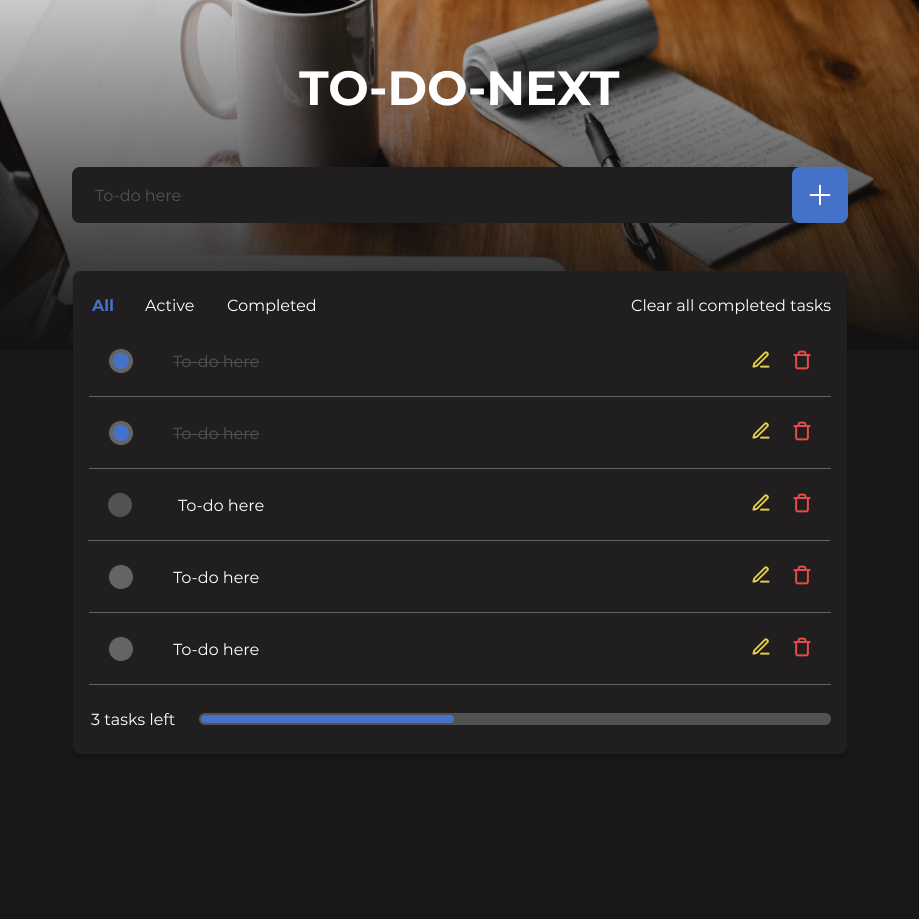 TO-DO-NEXT
To-do here
All Active Completed Clear all completed tasks
To-do here
To-do here
To-do here
To-do here
To-do here
3 tasks left